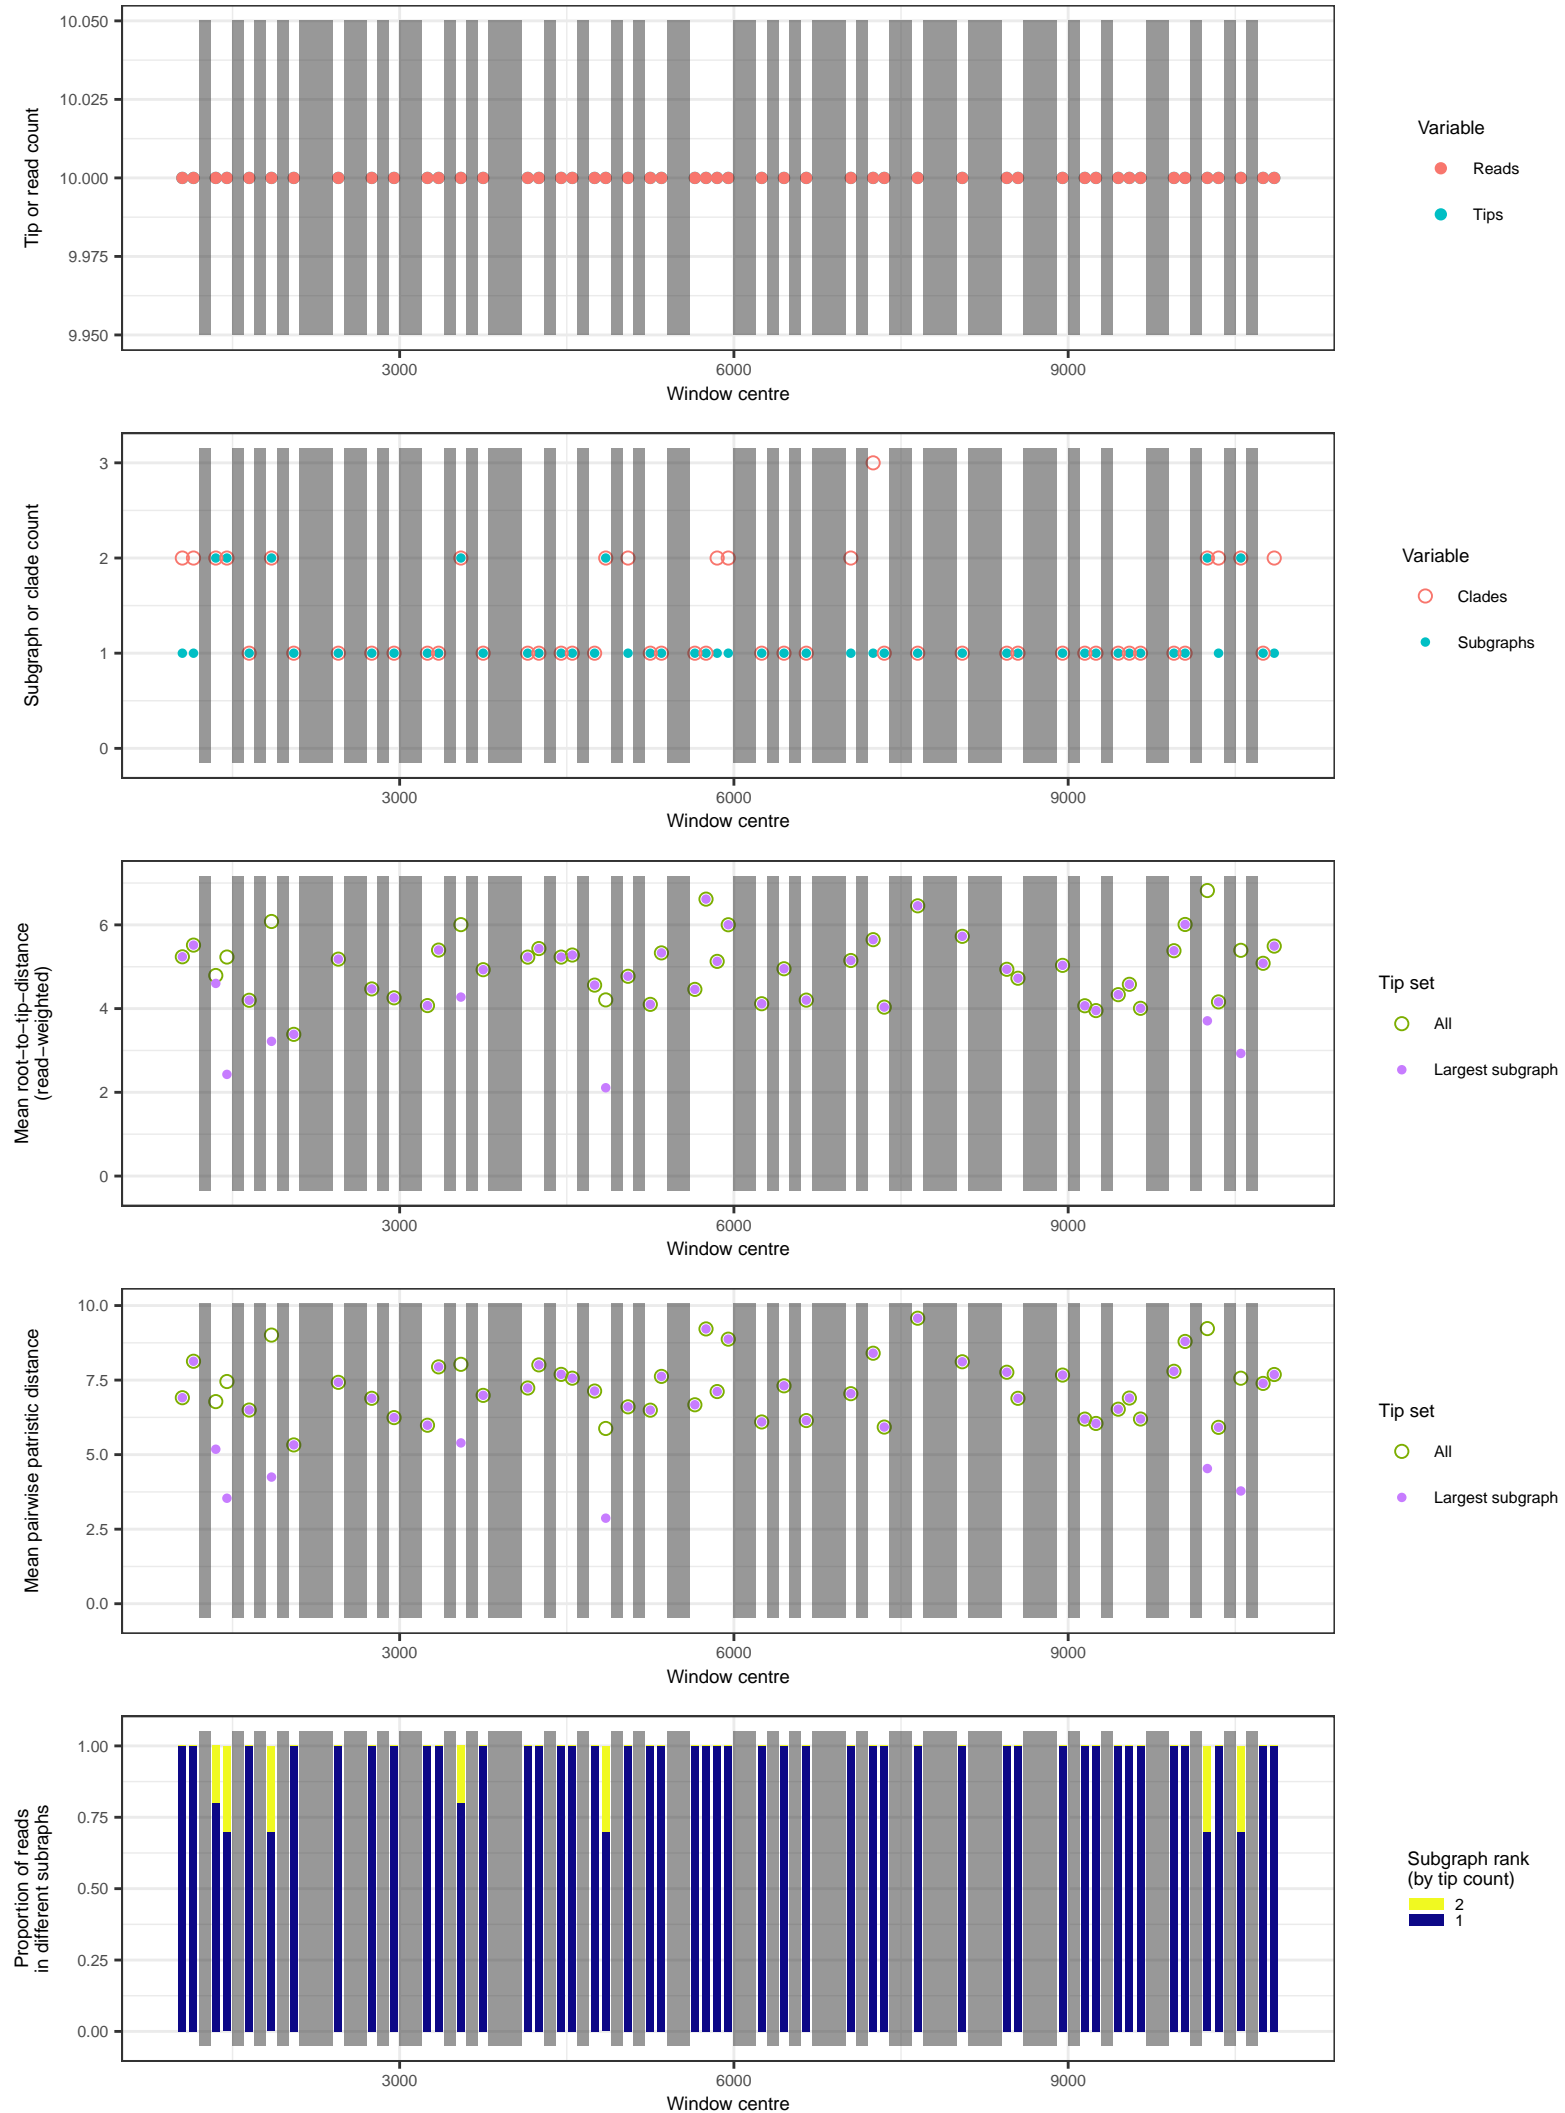 10.050
10.025
10.000
9.975
9.950
Tip or read count
3000
6000
9000
Window centre
Variable
Reads
Tips
3
2
1
0
Subgraph or clade count
3000
6000
9000
Window centre
Variable
Clades
Subgraphs
6
4
2
0
Mean root-to-tip-distance
(read-weighted)
3000
6000
9000
Window centre
Tip set
All
Largest subgraph
10.0
7.5
5.0
2.5
0.0
Mean pairwise patristic distance
3000
6000
9000
Window centre
Tip set
All
Largest subgraph
1.00
0.75
0.50
0.25
0.00
Proportion of reads
in different subraphs
3000
6000
9000
Window centre
Subgraph rank
(by tip count)
2
1